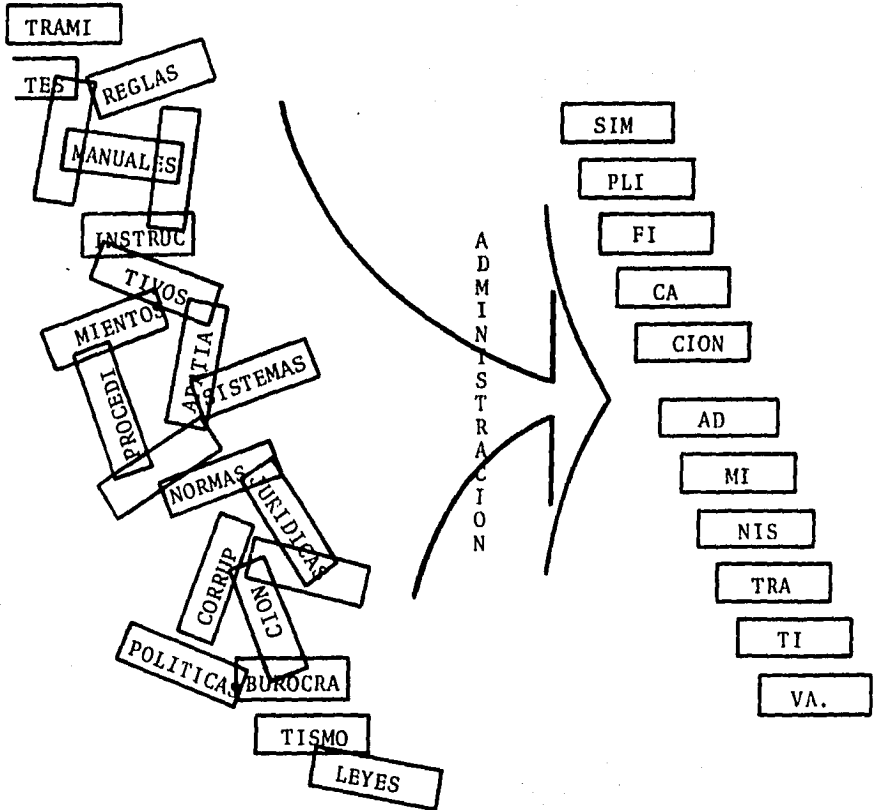 TRAMI
TES
REGLAS
MANUALES
INSTRUC
TIVOS
MIENTOS
PROCEDI
APATIA
SISTEMAS
NORMAS
JURIDICAS
CORRUP
CION
POLITICAS
BUROCRA
TISMO
LEYES
ADMINISTRACION
SIM
PLI
FI
CA
CION
AD
MI
NIS
TRA
TI
VA.